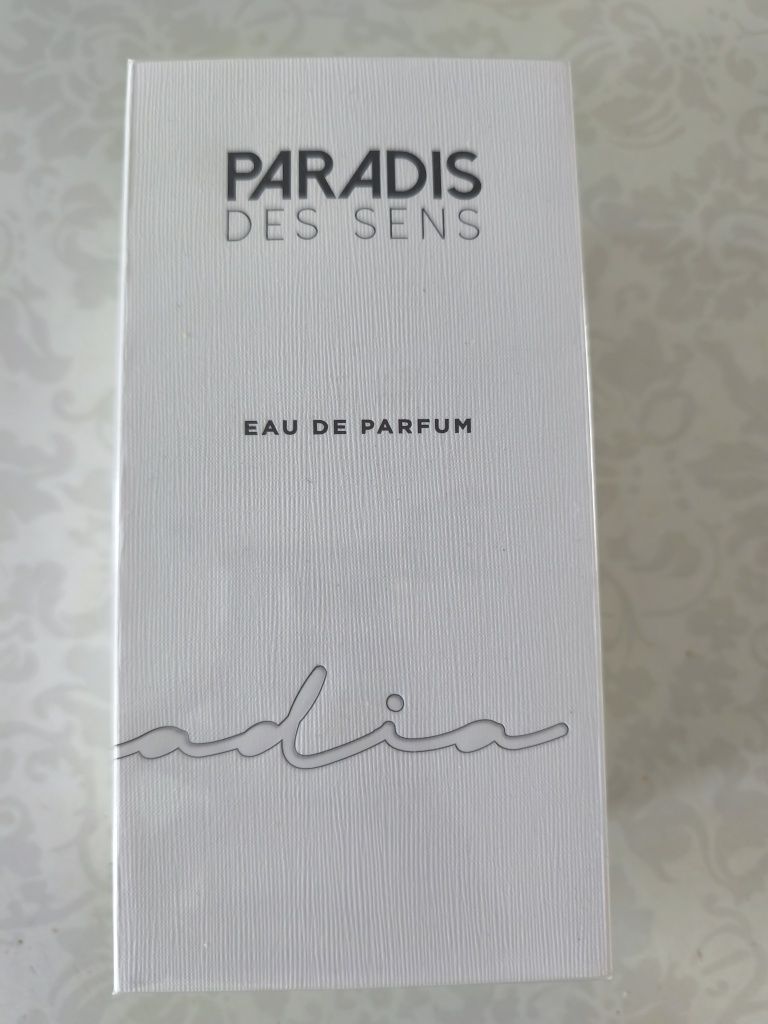 PARADIS
DES SENS
EAU DE PARFUM
adia